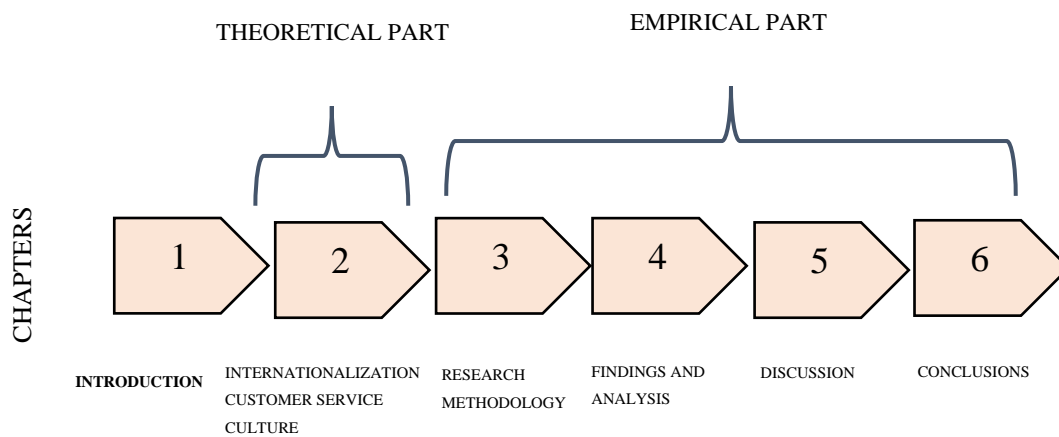 THEORETICAL PART
EMPIRICAL PART
CHAPTERS
1
2
3
4
5
6
INTRODUCTION
INTERNATIONALIZATION
CUSTOMER SERVICE
CULTURE
RESEARCH
METHODOLOGY
FINDINGS AND
ANALYSIS
DISCUSSION
CONCLUSIONS